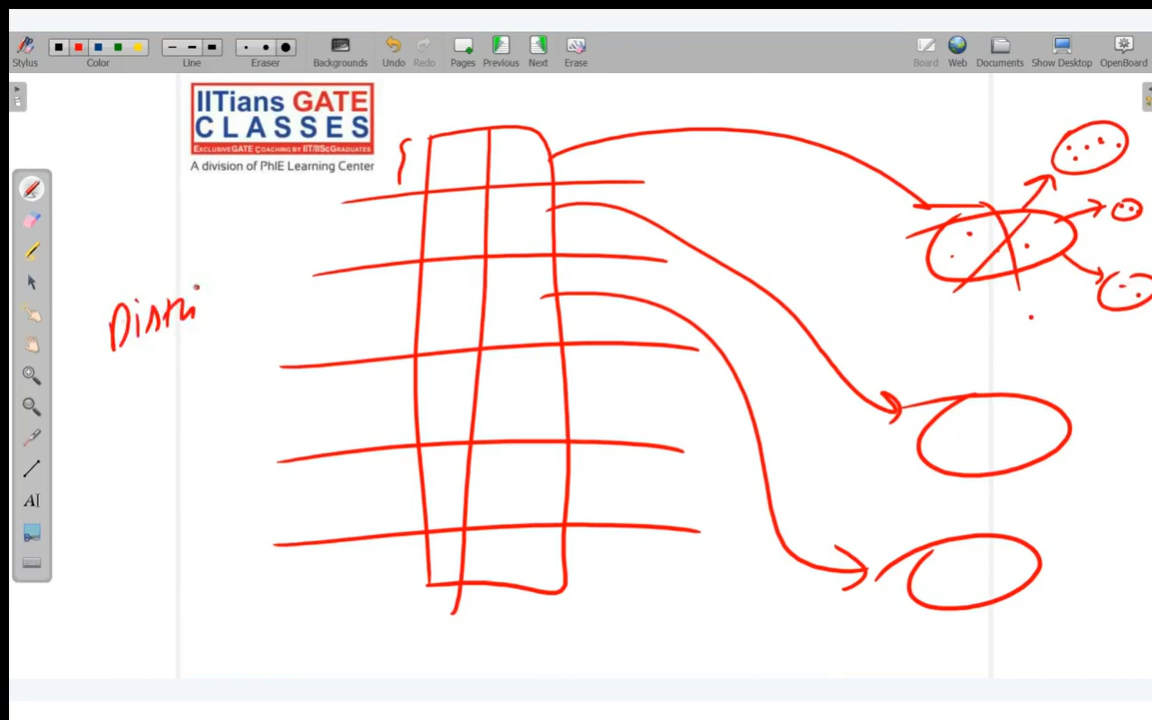 Stylus
Color
Line
Eraser
Backgrounds
Undo
Redo
Pages
Previous
Next
Erase
Board
Web
Documents
Show Desktop
OpenBoard
IITians GATE
CLASSES
EXCLUSIVE GATE COACHING BY IIT/IISc GRADUATES
A division of PhIE Learning Center
Distri
AI